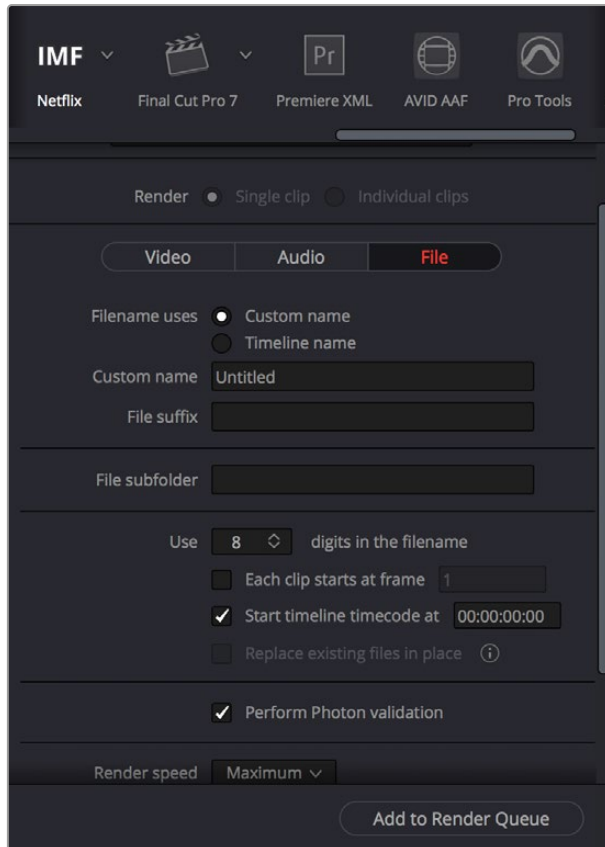 IMF
Pr
Netflix Final Cut Pro 7 Premiere XML AVID AAF Pro Tools
Render Single clip Individual clips
Video Audio File
Filename uses Custom name
Timeline name
Custom name Untitled
File suffix
File subfolder
Use 8 digits in the filename
Each clip starts at frame 1
Start timeline timecode at 00:00:00:00
Replace existing files in place i
Perform Photon validation
Render speed Maximum
Add to Render Queue